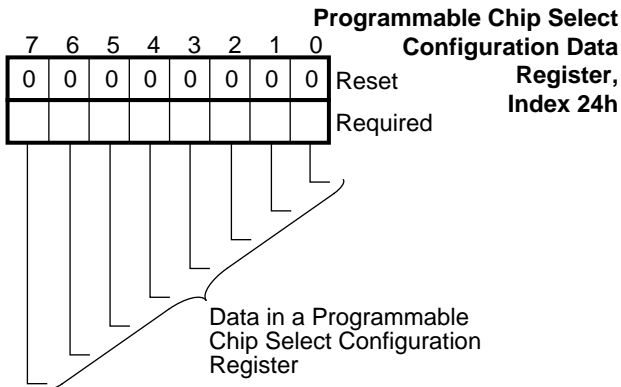 Programmable Chip Select
Configuration Data
Register,
Index 24h
7 6 5 4 3 2 1 0
0 0 0 0 0 0 0 0 Reset
Required
Data in a Programmable
Chip Select Configuration
Register